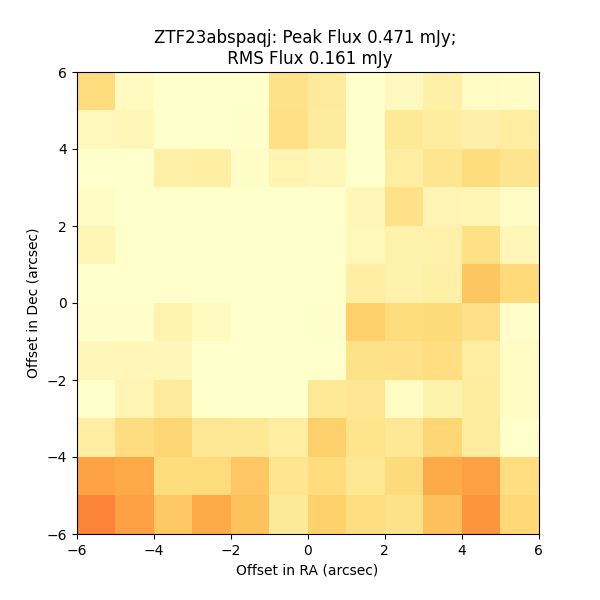 ZTF23abspaqj: Peak Flux 0.471 mJy;
RMS Flux 0.161 mJy
6
4
2
0
−2
−4
−6
Offset in Dec (arcsec)
−6 −4 −2 0 2 4 6
Offset in RA (arcsec)